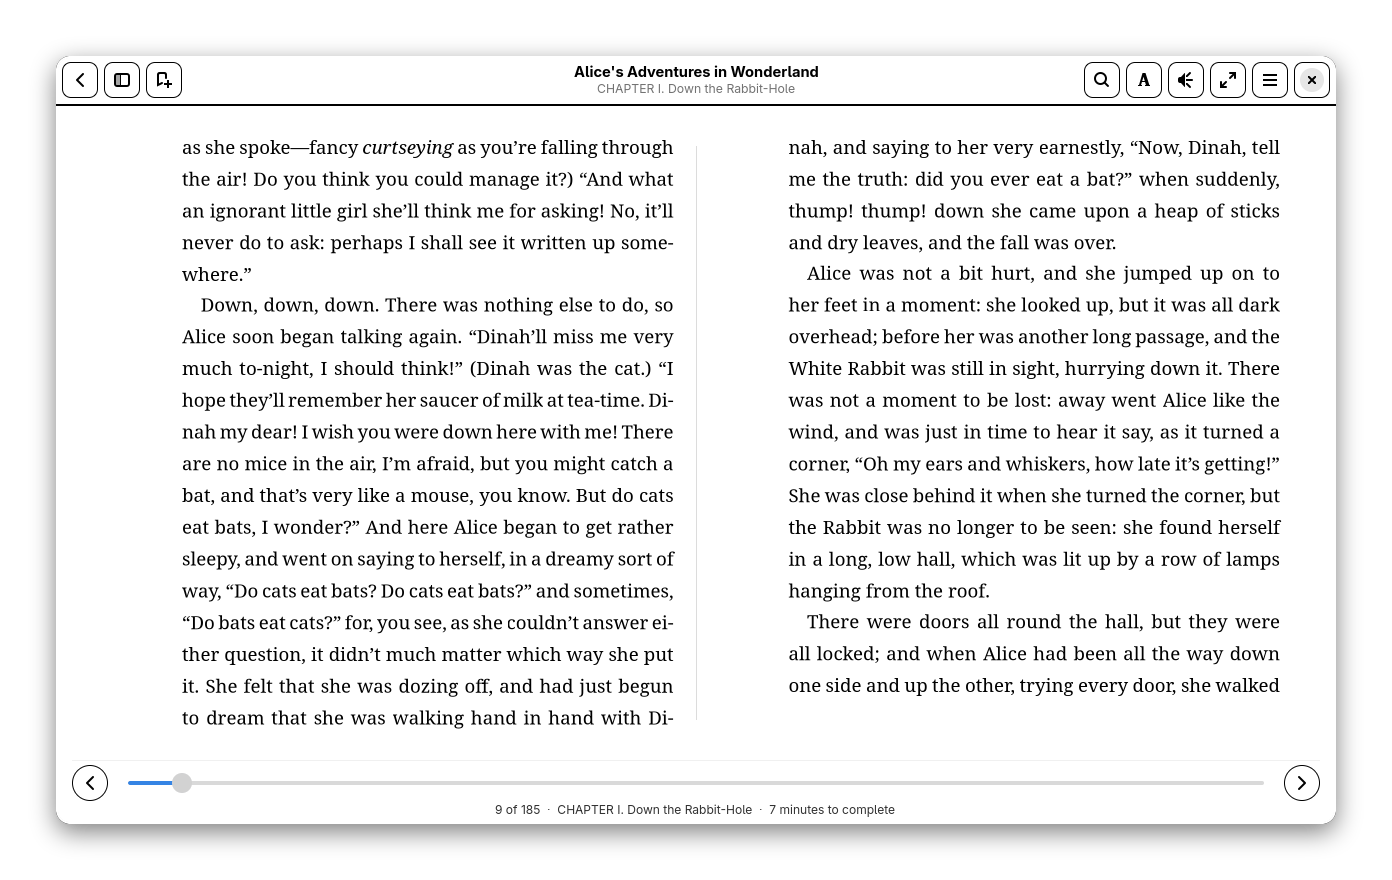 Alice's Adventures in Wonderland
CHAPTER I. Down the Rabbit-Hole
A
as she spoke—fancy curtseying as you’re falling through
the air! Do you think you could manage it?) “And what
an ignorant little girl she’ll think me for asking! No, it’ll
never do to ask: perhaps I shall see it written up some-
where.”
Down, down, down. There was nothing else to do, so
Alice soon began talking again. “Dinah’ll miss me very
much to-night, I should think!” (Dinah was the cat.) “I
hope they’ll remember her saucer of milk at tea-time. Di-
nah my dear! I wish you were down here with me! There
are no mice in the air, I’m afraid, but you might catch a
bat, and that’s very like a mouse, you know. But do cats
eat bats, I wonder?” And here Alice began to get rather
sleepy, and went on saying to herself, in a dreamy sort of
way, “Do cats eat bats? Do cats eat bats?” and sometimes,
“Do bats eat cats?” for, you see, as she couldn’t answer ei-
ther question, it didn’t much matter which way she put
it. She felt that she was dozing off, and had just begun
to dream that she was walking hand in hand with Di-
nah, and saying to her very earnestly, “Now, Dinah, tell
me the truth: did you ever eat a bat?” when suddenly,
thump! thump! down she came upon a heap of sticks
and dry leaves, and the fall was over.
Alice was not a bit hurt, and she jumped up on to
her feet in a moment: she looked up, but it was all dark
overhead; before her was another long passage, and the
White Rabbit was still in sight, hurrying down it. There
was not a moment to be lost: away went Alice like the
wind, and was just in time to hear it say, as it turned a
corner, “Oh my ears and whiskers, how late it’s getting!”
She was close behind it when she turned the corner, but
the Rabbit was no longer to be seen: she found herself
in a long, low hall, which was lit up by a row of lamps
hanging from the roof.
There were doors all round the hall, but they were
all locked; and when Alice had been all the way down
one side and up the other, trying every door, she walked
9 of 185 · CHAPTER I. Down the Rabbit-Hole · 7 minutes to complete